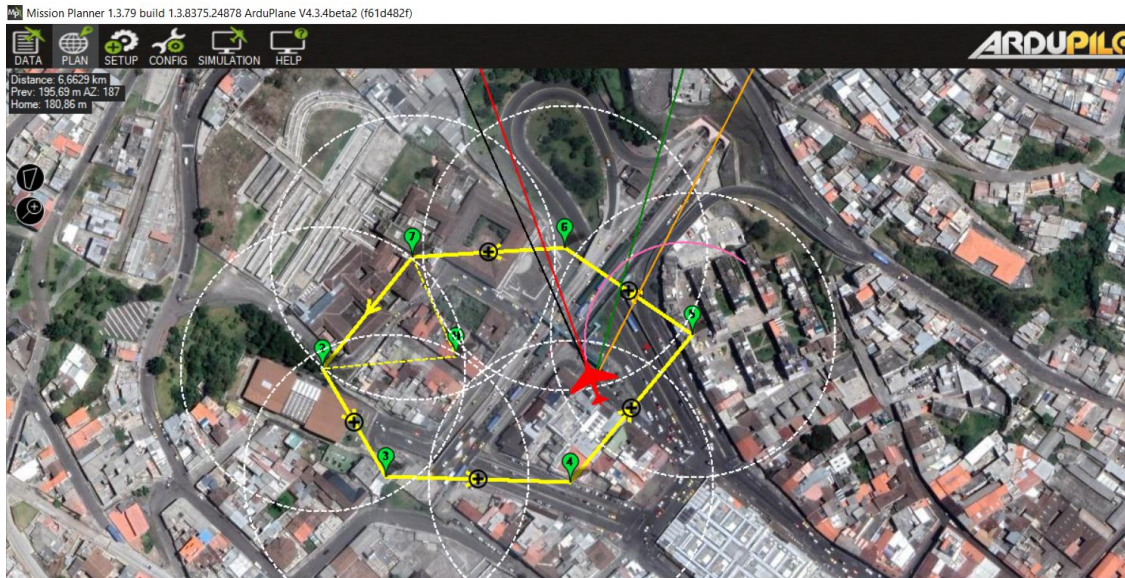 Mission Planner 1.3.79 build 1.3.8375.24878 ArduPlane V4.3.4beta2 (f61d482f)
DATA PLAN SETUP CONFIG SIMULATION HELP
ARDUPILO
Distance: 6,6629 km
Prev: 195,69 m AZ: 187
Home: 180,86 m
6
7
5
H
2
3
4